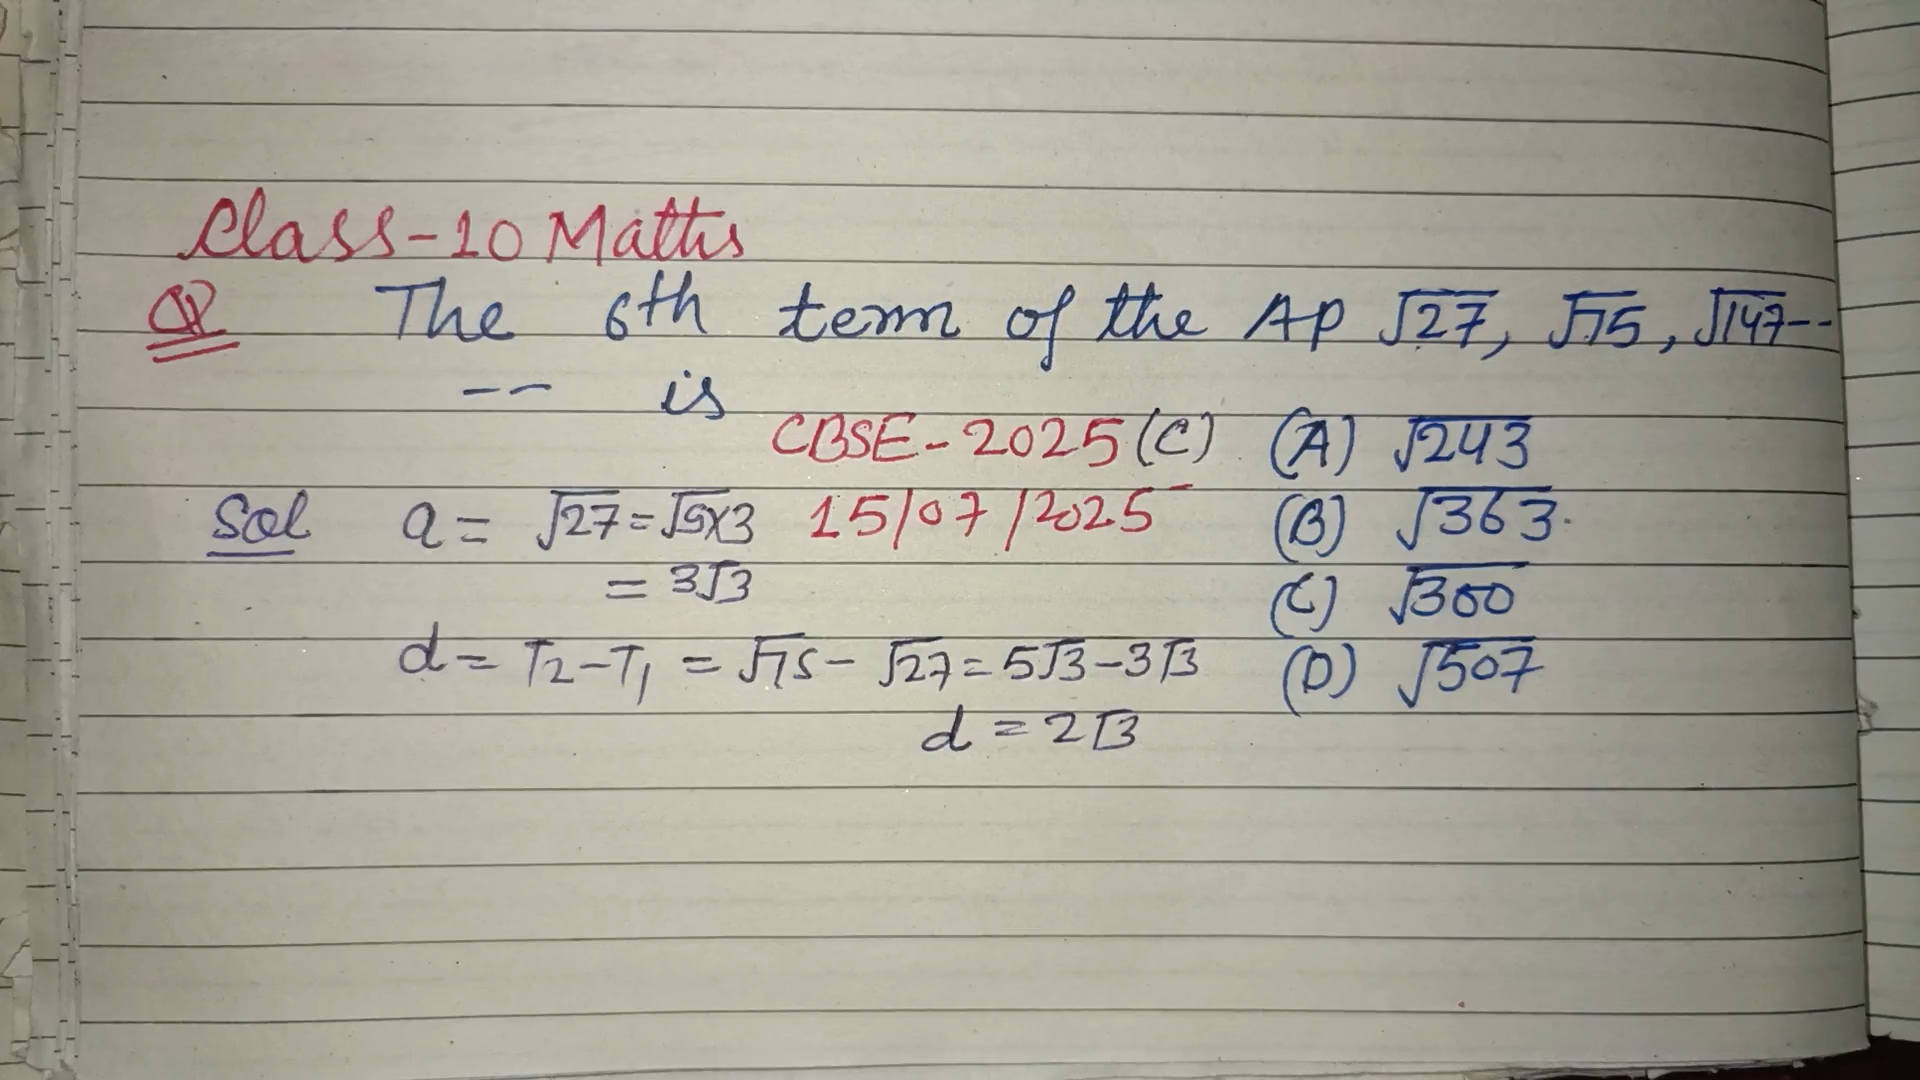 Class-10 Maths
Q The 6th term of the AP √27, √75, √147--
-- is
CBSE-2025(C) (A) √243
Sol a = √27 = √9×3 15/07/2025 (B) √363.
= 3√3 (C) √300
d = T2-T1 = √75 - √27 = 5√3-3√3 (D) √507
d = 2√3